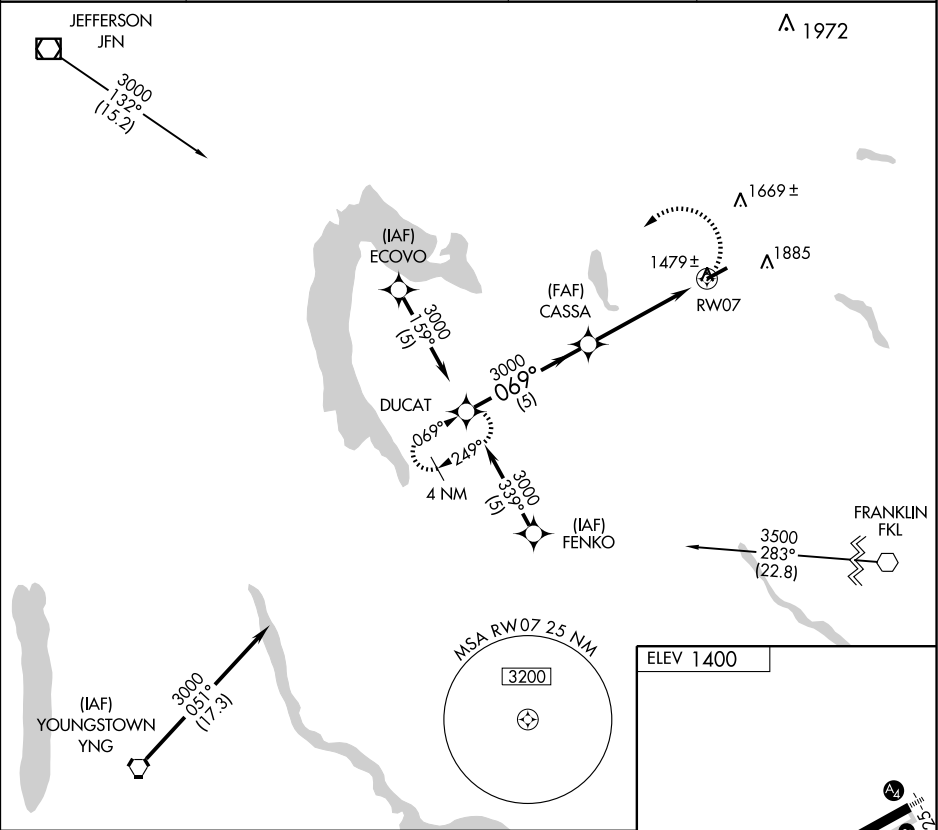 JEFFERSON
JFN
1972
3000
132°
(15.2)
1669 ±
(IAF)
ECOVO
1479±
1885
RW07
(FAF)
CASSA
3000
159°
(5)
3000
069°
(5)
DUCAT
069°
249°
4 NM
3000
339°
(5)
(IAF)
FENKO
FRANKLIN
FKL
3500
283°
(22.8)
MSA RW07 25 NM
3200
ELEV 1400
3000
051°
(17.3)
(IAF)
YOUNGSTOWN
YNG
A4
25